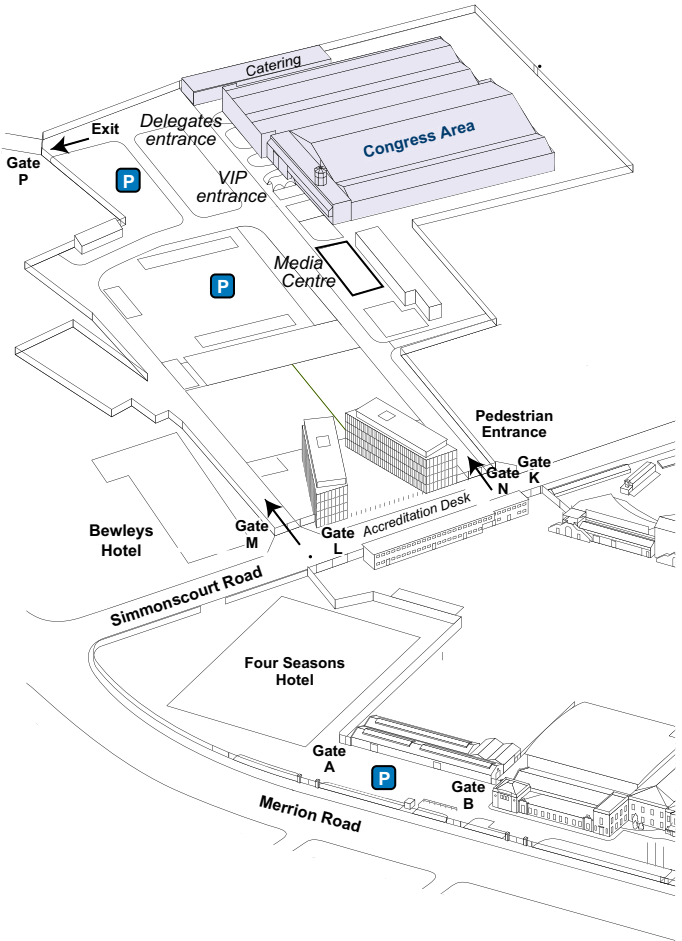 Catering
Delegates
entrance
Congress Area
Exit
Gate
P
P
VIP
entrance
Media
Centre
P
Pedestrian
Entrance
Gate
K
Gate
N
Accreditation Desk
Gate
M
Gate
L
Bewleys
Hotel
Simmonscourt Road
Four Seasons
Hotel
Gate
A
P
Gate
B
Merrion Road